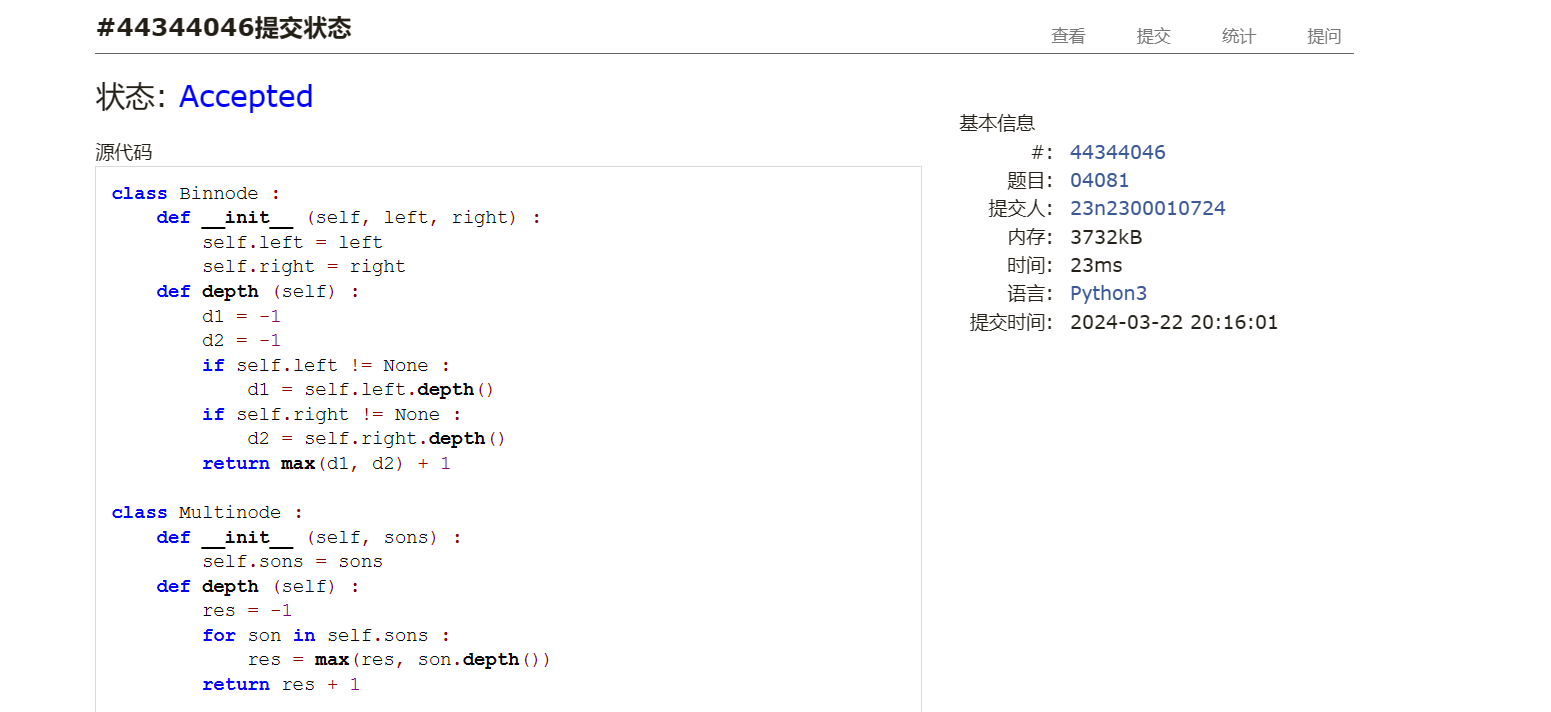 #44344046提交状态
查看 提交 统计 提问
状态: Accepted
源代码
class Binnode :
    def __init__ (self, left, right) :
        self.left = left
        self.right = right
    def depth (self) :
        d1 = -1
        d2 = -1
        if self.left != None :
            d1 = self.left.depth()
        if self.right != None :
            d2 = self.right.depth()
        return max(d1, d2) + 1

class Multinode :
    def __init__ (self, sons) :
        self.sons = sons
    def depth (self) :
        res = -1
        for son in self.sons :
            res = max(res, son.depth())
        return res + 1
基本信息
#: 44344046
题目: 04081
提交人: 23n2300010724
内存: 3732kB
时间: 23ms
语言: Python3
提交时间: 2024-03-22 20:16:01